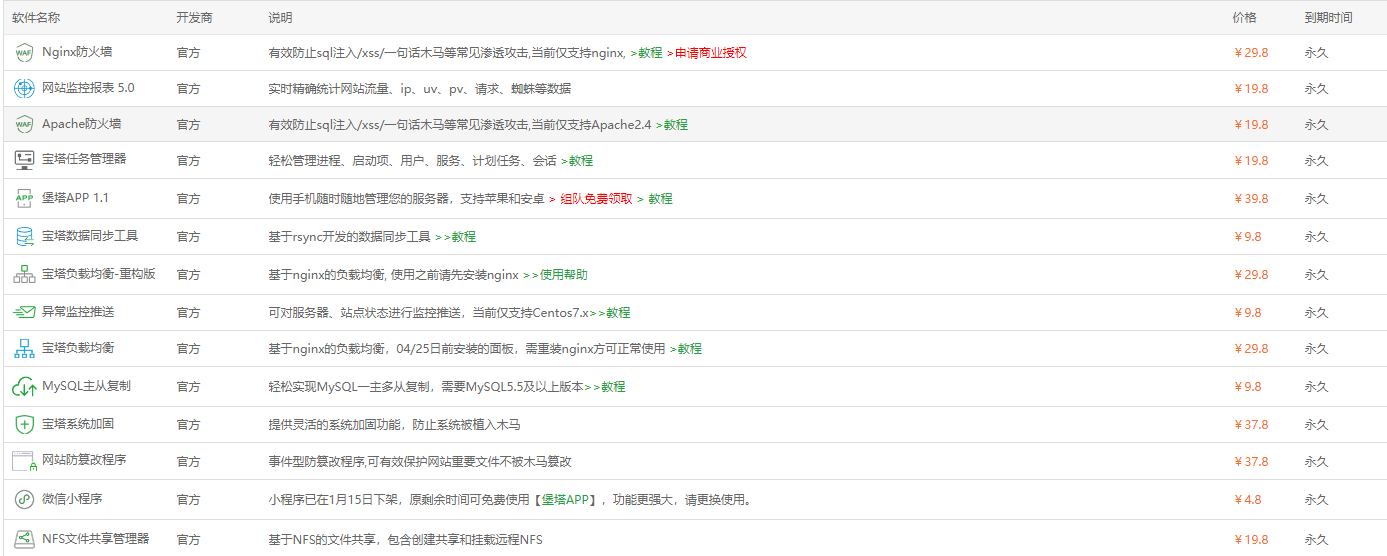 软件名称 开发商 说明 价格 到期时间
Nginx防火墙 官方 有效防止sql注入/xss/一句话木马等常见渗透攻击,当前仅支持nginx, >教程 >申请商业授权 ￥29.8 永久
网站监控报表 5.0 官方 实时精确统计网站流量、ip、uv、pv、请求、蜘蛛等数据 ￥19.8 永久
Apache防火墙 官方 有效防止sql注入/xss/一句话木马等常见渗透攻击,当前仅支持Apache2.4 >教程 ￥19.8 永久
宝塔任务管理器 官方 轻松管理进程、启动项、用户、服务、计划任务、会话 >教程 ￥19.8 永久
堡塔APP 1.1 官方 使用手机随时随地管理您的服务器，支持苹果和安卓 > 组队免费领取 > 教程 ￥39.8 永久
宝塔数据同步工具 官方 基于rsync开发的数据同步工具 >>教程 ￥9.8 永久
宝塔负载均衡-重构版 官方 基于nginx的负载均衡, 使用之前请先安装nginx >>使用帮助 ￥29.8 永久
异常监控推送 官方 可对服务器、站点状态进行监控推送，当前仅支持Centos7.x>>教程 ￥9.8 永久
宝塔负载均衡 官方 基于nginx的负载均衡，04/25日前安装的面板，需重装nginx方可正常使用 >教程 ￥29.8 永久
MySQL主从复制 官方 轻松实现MySQL一主多从复制，需要MySQL5.5及以上版本>>教程 ￥9.8 永久
宝塔系统加固 官方 提供灵活的系统加固功能，防止系统被植入木马 ￥37.8 永久
网站防篡改程序 官方 事件型防篡改程序,可有效保护网站重要文件不被木马篡改 ￥37.8 永久
微信小程序 官方 小程序已在1月15日下架，原剩余时间可免费使用【堡塔APP】，功能更强大，请更换使用。 ￥4.8 永久
NFS文件共享管理器 官方 基于NFS的文件共享，包含创建共享和挂载远程NFS ￥19.8 永久